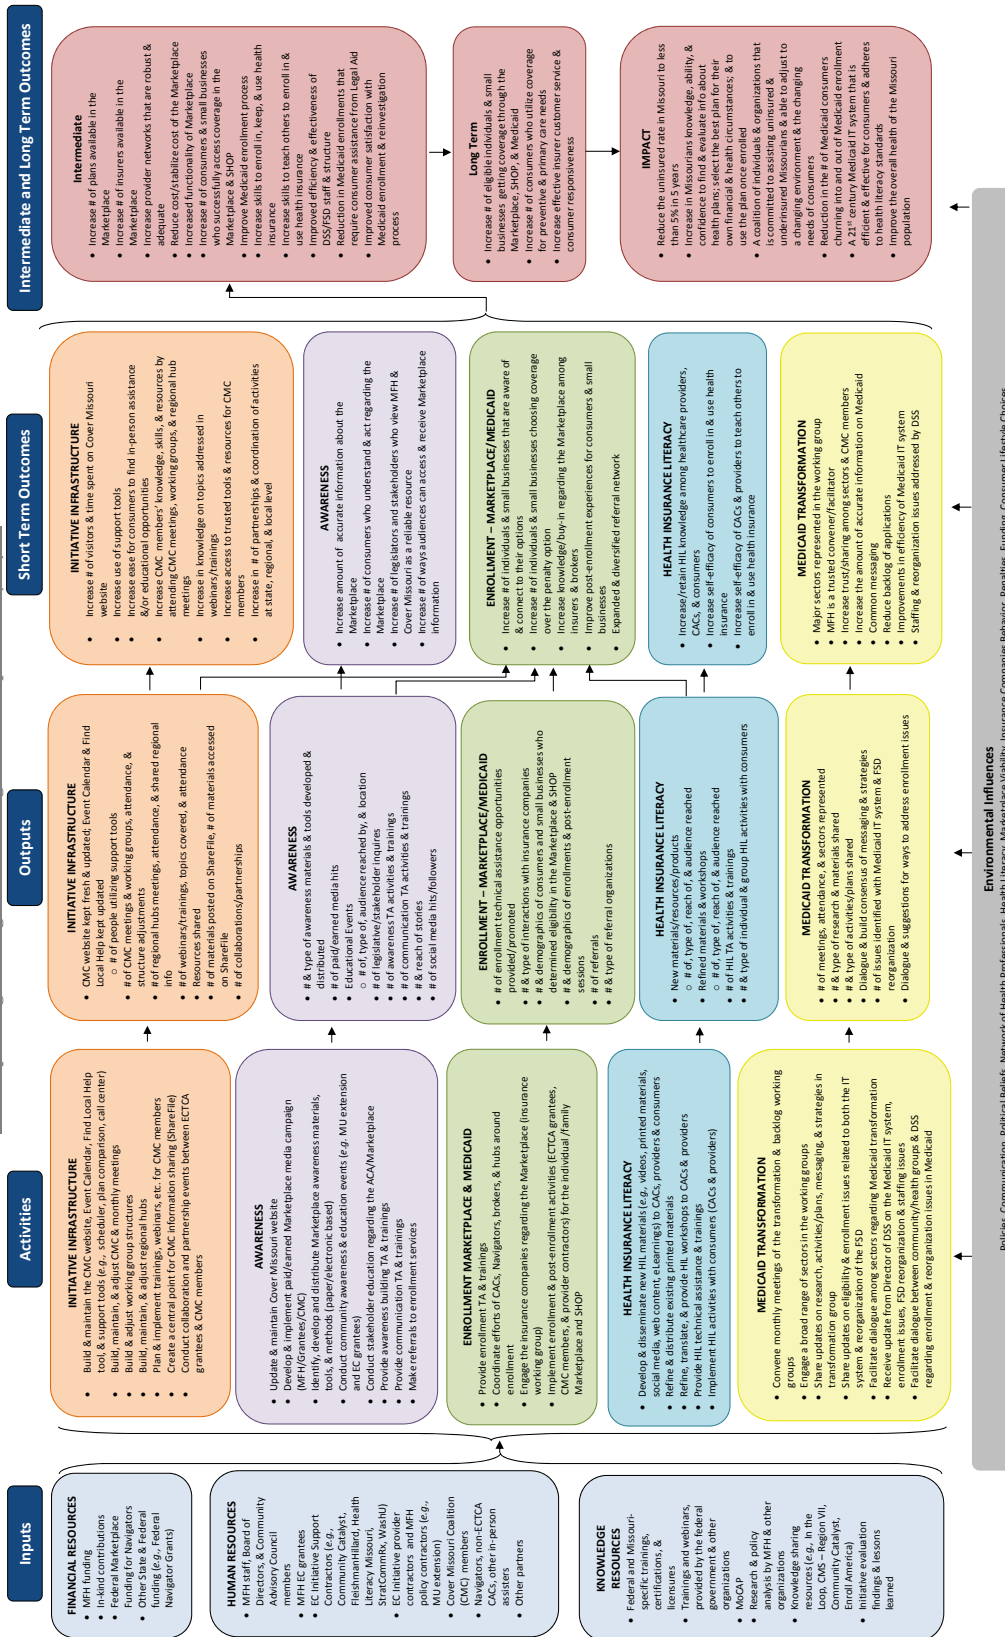 Inputs
FINANCIAL RESOURCES
• MFH funding
• In-kind contributions
• Federal Marketplace
Funding for Navigators
• Other State & Federal
funding (e.g., Federal
Navigator Grants)
HUMAN RESOURCES
• MFH staff, Board of
Directors, & Community
Advisory Council
members
• MFH EC grantees
• EC Initiative Support
Contractors (e.g.,
Community Catalyst,
FleishmanHillard, Health
Literacy Missouri,
StratCommRx, WashU)
• EC Initiative provider
contractors and MFH
policy contractors (e.g.,
MU extension)
• Cover Missouri Coalition
(CMC) members
• Navigators, non-ECTCA
CACs, other in-person
assisters
• Other partners
KNOWLEDGE
RESOURCES
• Federal and Missouri-
specific trainings,
certifications, &
licensures
• Trainings and webinars,
provided by the federal
government & other
organizations
• MoCAP
• Research & policy
analysis by MFH & other
organizations
• Knowledge sharing
resources (e.g., In the
Loop, CMS – Region VII,
Community Catalyst,
Enroll America)
• Initiative evaluation
findings & lessons
learned
Activities
INITIATIVE INFRASTRUCTURE
• Build & maintain the CMC website, Event Calendar, Find Local Help
tool, & support tools (e.g., scheduler, plan comparison, call center)
• Build, maintain, & adjust CMC & monthly meetings
• Build & adjust working group structures
• Build, maintain, & adjust regional hubs
• Plan & implement trainings, webinars, etc. for CMC members
• Create a central point for CMC information sharing (ShareFile)
• Conduct collaboration and partnership events between ECTCA
grantees & CMC members
AWARENESS
• Update & maintain Cover Missouri website
• Develop & implement paid/earned Marketplace media campaign
(MFH/Grantees/CMC)
• Identify, develop and distribute Marketplace awareness materials,
tools, & methods (paper/electronic based)
• Conduct community awareness & education events (e.g. MU extension
and EC grantees)
• Conduct stakeholder education regarding the ACA/Marketplace
• Provide awareness building TA & trainings
• Provide communication TA & trainings
• Make referrals to enrollment services
ENROLLMENT MARKETPLACE & MEDICAID
• Provide enrollment TA & trainings
• Coordinate efforts of CACs, Navigators, brokers, & hubs around
enrollment
• Engage the insurance companies regarding the Marketplace (insurance
working group)
• Implement enrollment & post-enrollment activities (ECTCA grantees,
CMC members, & provider contractors) for the individual /family
Marketplace and SHOP
HEALTH INSURANCE LITERACY
• Develop & disseminate new HIL materials (e.g., videos, printed materials,
social media, web content, eLearnings) to CACs, providers & consumers
• Refine & distribute existing printed materials
• Refine, translate, & provide HIL workshops to CACs & providers
• Provide HIL technical assistance & trainings
• Implement HIL activities with consumers (CACs & providers)
MEDICAID TRANSFORMATION
• Convene monthly meetings of the transformation & backlog working
groups
• Engage a broad range of sectors in the working groups
• Share updates on research, activities/plans, messaging, & strategies in
transformation group
• Share updates on eligibility & enrollment issues related to both the IT
system & reorganization of the FSD
• Facilitate dialogue among sectors regarding Medicaid transformation
• Receive update from Director of DSS on the Medicaid IT system,
enrollment issues, FSD reorganization & staffing issues
• Facilitate dialogue between community/health groups & DSS
regarding enrollment & reorganization issues in Medicaid
Outputs
INITIATIVE INFRASTRUCTURE
• CMC website kept fresh & updated; Event Calendar & Find
Local Help kept updated
○ # of people utilizing support tools
• # of CMC meetings & working groups, attendance, &
structure adjustments
• # of regional hubs meetings, attendance, & shared regional
info
• # of webinars/trainings, topics covered, & attendance
• Resources shared
• # of materials posted on ShareFile, # of materials accessed
on ShareFile
• # of collaborations/partnerships
AWARENESS
• # & type of awareness materials & tools developed &
distributed
• # of paid/earned media hits
• Educational Events
○ # of, type of, audience reached by, & location
• # of legislative/stakeholder inquires
• # of awareness TA activities & trainings
• # of communication TA activities & trainings
• # & reach of stories
• # of social media hits/followers
ENROLLMENT – MARKETPLACE/MEDICAID
• # of enrollment technical assistance opportunities
provided/promoted
• # & type of interactions with insurance companies
• # & demographics of consumers and small businesses who
determined eligibility in the Marketplace & SHOP
• # & demographics of enrollments & post-enrollment
sessions
• # of referrals
• # & type of referral organizations
HEALTH INSURANCE LITERACY
• New materials/resources/products
○ # of, type of, reach of, & audience reached
• Refined materials & workshops
○ # of, type of, reach of, & audience reached
• # of HIL TA activities & trainings
• # & type of individual & group HIL activities with consumers
MEDICAID TRANSFORMATION
• # of meetings, attendance, & sectors represented
• # & type of research & materials shared
• # & type of activities/plans shared
• Dialogue & build consensus of messaging & strategies
• # of issues identified with Medicaid IT system & FSD
reorganization
• Dialogue & suggestions for ways to address enrollment issues
Short Term Outcomes
INITIATIVE INFRASTRUCTURE
• Increase # of visitors & time spent on Cover Missouri
website
• Increase use of support tools
• Increase ease for consumers to find in-person assistance
&/or educational opportunities
• Increase CMC members' knowledge, skills, & resources by
attending CMC meetings, working groups, & regional hub
meetings
• Increase in knowledge on topics addressed in
webinars/trainings
• Increase access to trusted tools & resources for CMC
members
• Increase in # of partnerships & coordination of activities
at state, regional, & local level
AWARENESS
• Increase amount of accurate information about the
Marketplace
• Increase # of consumers who understand & act regarding the
Marketplace
• Increase # of legislators and stakeholders who view MFH &
Cover Missouri as a reliable resource
• Increase # of ways audiences can access & receive Marketplace
information
ENROLLMENT – MARKETPLACE/MEDICAID
• Increase # of individuals & small businesses that are aware of
& connect to their options
• Increase # of individuals & small businesses choosing coverage
over the penalty option
• Increase knowledge/buy-in regarding the Marketplace among
insurers & brokers
• Improve post-enrollment experiences for consumers & small
businesses
• Expanded & diversified referral network
HEALTH INSURANCE LITERACY
• Increase/retain HIL knowledge among healthcare providers,
CACs, & consumers
• Increase self-efficacy of consumers to enroll in & use health
insurance
• Increase self-efficacy of CACs & providers to teach others to
enroll in & use health insurance
MEDICAID TRANSFORMATION
• Major sectors represented in the working group
• MFH is a trusted convener/facilitator
• Increase trust/sharing among sectors & CMC members
• Increase the amount of accurate information on Medicaid
• Common messaging
• Reduce backlog of applications
• Improvements in efficiency of Medicaid IT system
• Staffing & reorganization issues addressed by DSS
Intermediate and Long Term Outcomes
Intermediate
• Increase # of plans available in the
Marketplace
• Increase # of insurers available in the
Marketplace
• Increase provider networks that are robust &
adequate
• Reduce cost/stabilize cost of the Marketplace
• Increased functionality of Marketplace
• Increase # of consumers & small businesses
who successfully access coverage in the
Marketplace & SHOP
• Improve Medicaid enrollment process
• Increase skills to enroll in, keep, & use health
insurance
• Increase skills to teach others to enroll in &
use health insurance
• Improved efficiency & effectiveness of
DSS/FSD staff & structure
• Reduction in Medicaid enrollments that
require consumer assistance from Legal Aid
• Improved consumer satisfaction with
Medicaid enrollment & reinvestigation
process
Long Term
• Increase # of eligible individuals & small
businesses getting coverage through the
Marketplace, SHOP, & Medicaid
• Increase # of consumers who utilize coverage
for preventive & primary care needs
• Increase effective insurer customer service &
consumer responsiveness
IMPACT
• Reduce the uninsured rate in Missouri to less
than 5% in 5 years
• Increase in Missourians knowledge, ability, &
confidence to find & evaluate info about
health plans; select the best plan for their
own financial & health circumstances; & to
use the plan once enrolled
• A coalition of individuals & organizations that
is committed to assisting uninsured &
underinsured Missourians & able to adjust to
a changing environment & the changing
needs of consumers
• Reduction in the # of Medicaid consumers
churning into and out of Medicaid enrollment
• A 21st century Medicaid IT system that is
efficient & effective for consumers & adheres
to health literacy standards
• Improve the overall health of the Missouri
population
Environmental Influences
Policies, Communication, Political Beliefs, Network of Health Professionals, Health Literacy, Marketplace Viability, Insurance Companies Behavior, Penalties, Funding, Consumer Lifestyle Choices